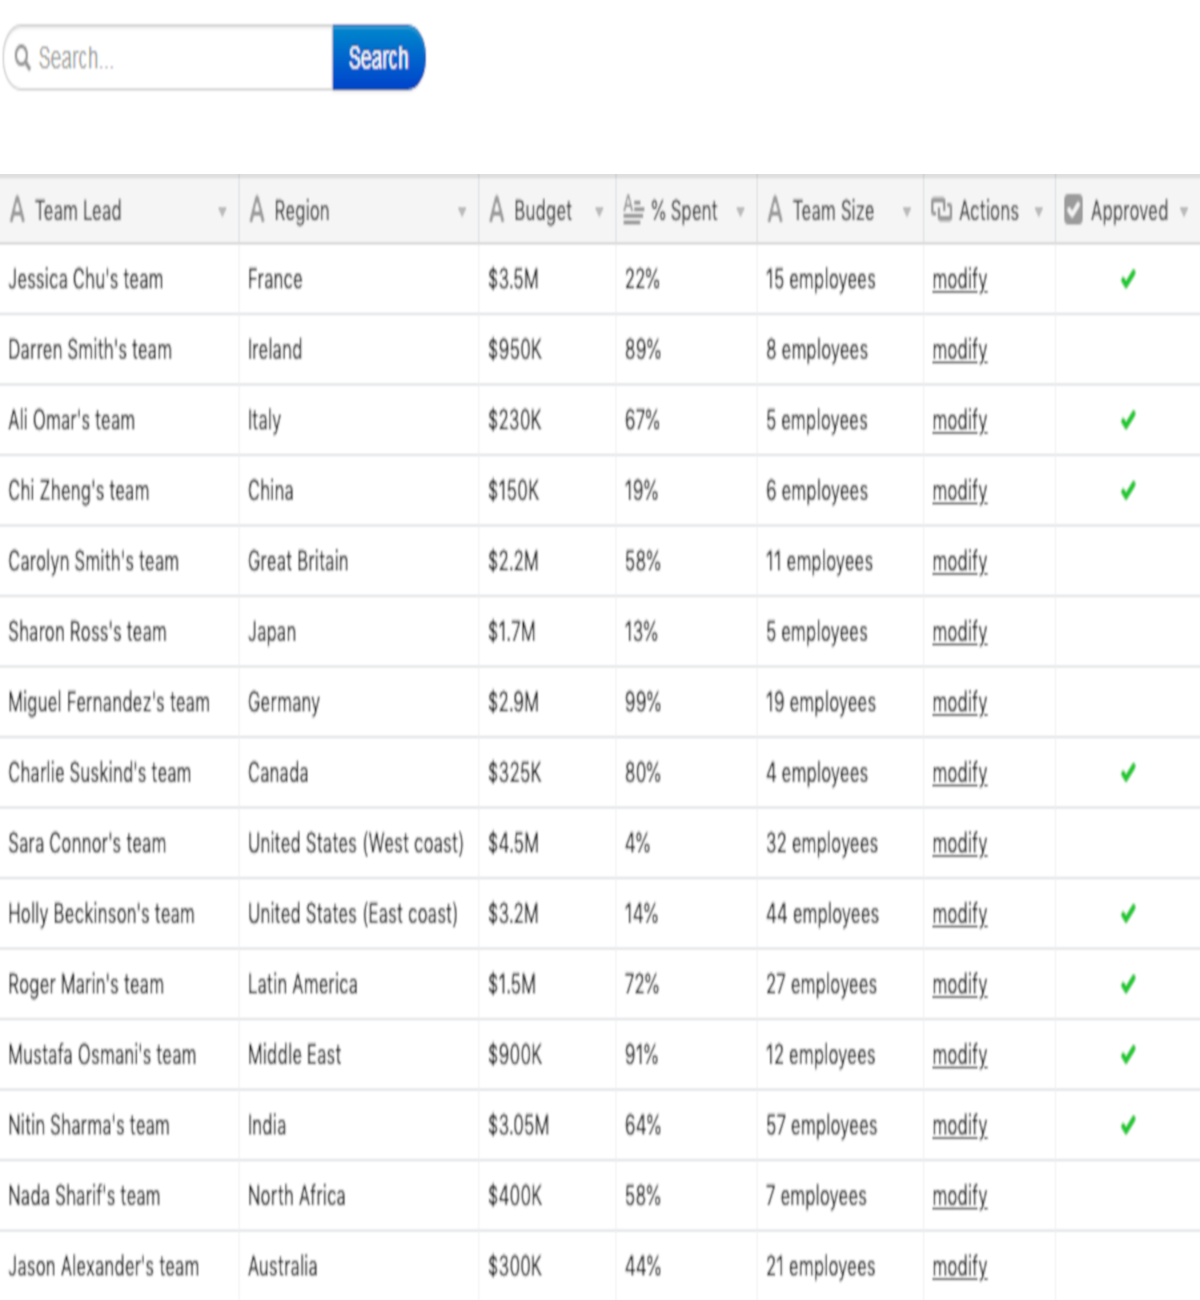 Search... Search
Team Lead Region Budget % Spent Team Size Actions Approved
Jessica Chu's team France $3.5M 22% 15 employees modify
Darren Smith's team Ireland $950K 89% 8 employees modify
Ali Omar's team Italy $230K 67% 5 employees modify
Chi Zheng's team China $150K 19% 6 employees modify
Carolyn Smith's team Great Britain $2.2M 58% 11 employees modify
Sharon Ross's team Japan $1.7M 13% 5 employees modify
Miguel Fernandez's team Germany $2.9M 99% 19 employees modify
Charlie Suskind's team Canada $325K 80% 4 employees modify
Sara Connor's team United States (West coast) $4.5M 4% 32 employees modify
Holly Beckinson's team United States (East coast) $3.2M 14% 44 employees modify
Roger Marin's team Latin America $1.5M 72% 27 employees modify
Mustafa Osmani's team Middle East $900K 91% 12 employees modify
Nitin Sharma's team India $3.05M 64% 57 employees modify
Nada Sharif's team North Africa $400K 58% 7 employees modify
Jason Alexander's team Australia $300K 44% 21 employees modify